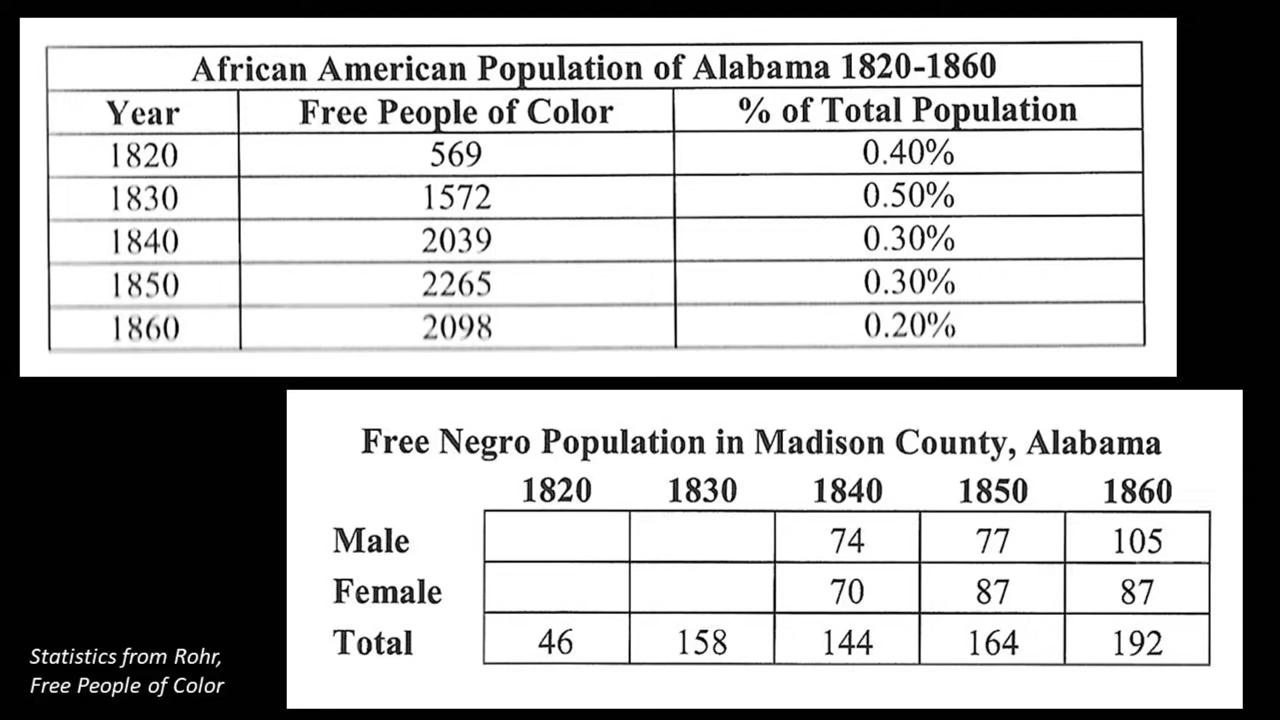 African American Population of Alabama 1820-1860
Year Free People of Color % of Total Population
1820 569 0.40%
1830 1572 0.50%
1840 2039 0.30%
1850 2265 0.30%
1860 2098 0.20%
Free Negro Population in Madison County, Alabama
1820 1830 1840 1850 1860
Male 74 77 105
Female 70 87 87
Total 46 158 144 164 192
Statistics from Rohr,
Free People of Color